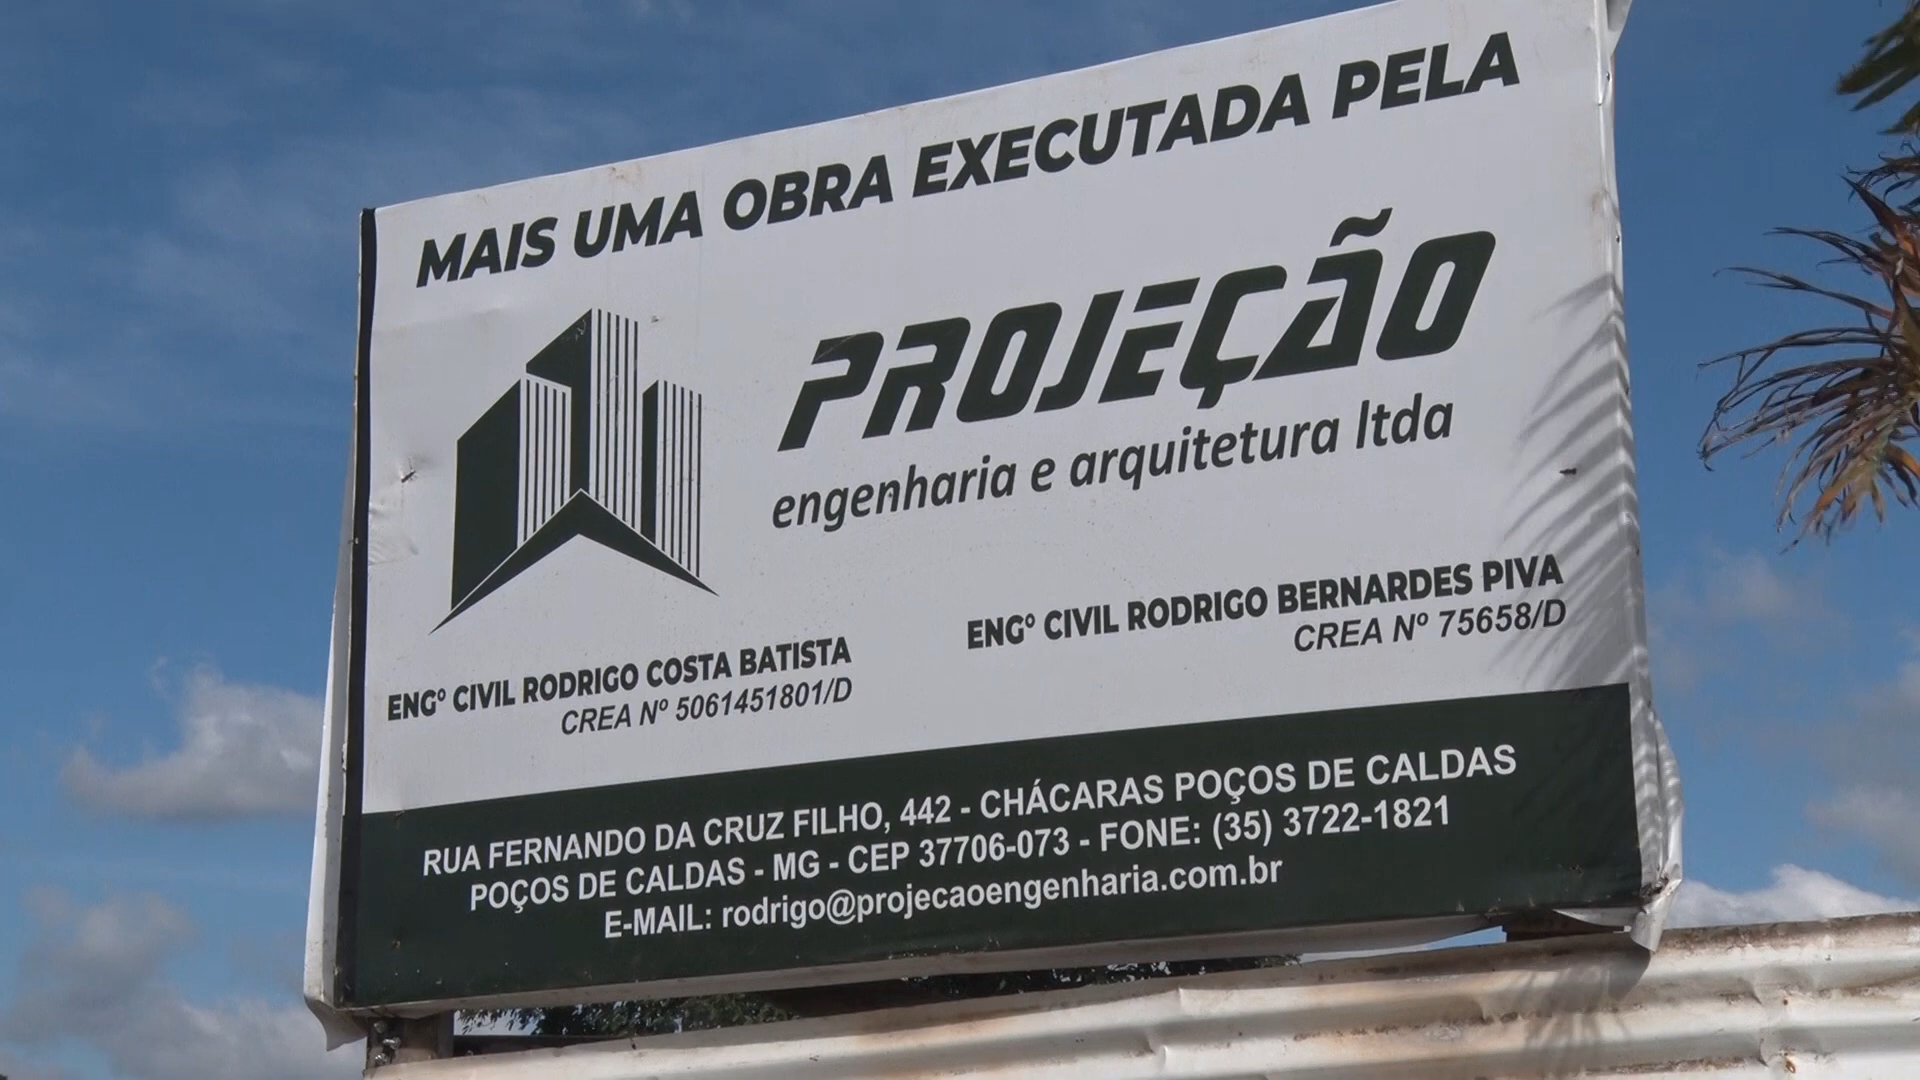 MAIS UMA OBRA EXECUTADA PELA
PROJEÇÃO
engenharia e arquitetura ltda
ENGº CIVIL RODRIGO COSTA BATISTA
CREA Nº 5061451801/D
ENGº CIVIL RODRIGO BERNARDES PIVA
CREA Nº 75658/D
RUA FERNANDO DA CRUZ FILHO, 442 - CHÁCARAS POÇOS DE CALDAS
POÇOS DE CALDAS - MG - CEP 37706-073 - FONE: (35) 3722-1821
E-MAIL: rodrigo@projecaoengenharia.com.br